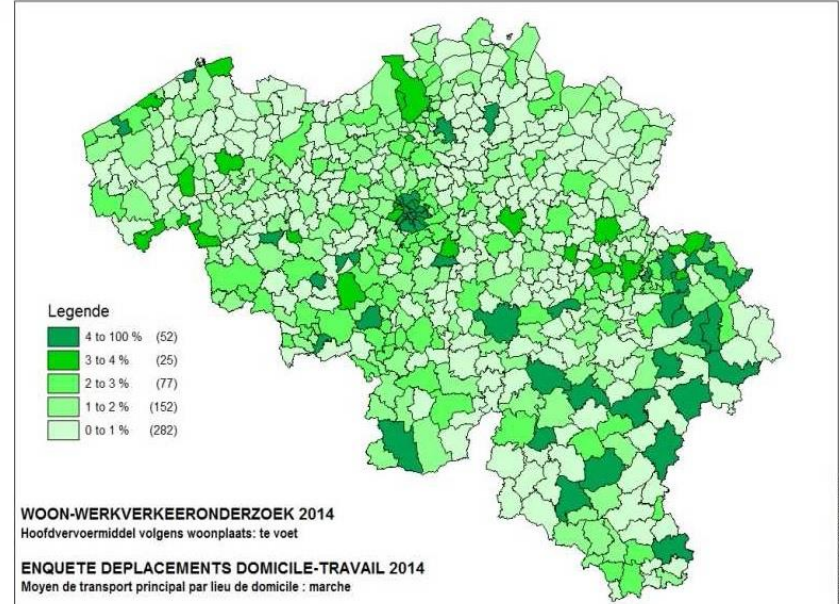 Legende
4 to 100 % (52)
3 to 4 % (25)
2 to 3 % (77)
1 to 2 % (152)
0 to 1 % (282)
WOON-WERKVERKEERONDERZOEK 2014
Hoofdvervoermiddel volgens woonplaats: te voet
ENQUETE DEPLACEMENTS DOMICILE-TRAVAIL 2014
Moyen de transport principal par lieu de domicile : marche